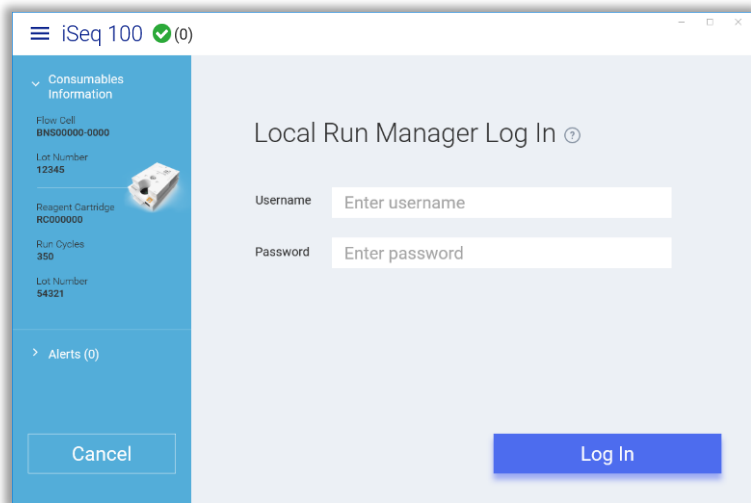 iSeq 100 (0)
Consumables
Information
Flow Cell
BNS00000-0000
Lot Number
12345
Reagent Cartridge
RC000000
Run Cycles
350
Lot Number
54321
Alerts (0)
Cancel
Local Run Manager Log In ?
Username Enter username
Password Enter password
Log In